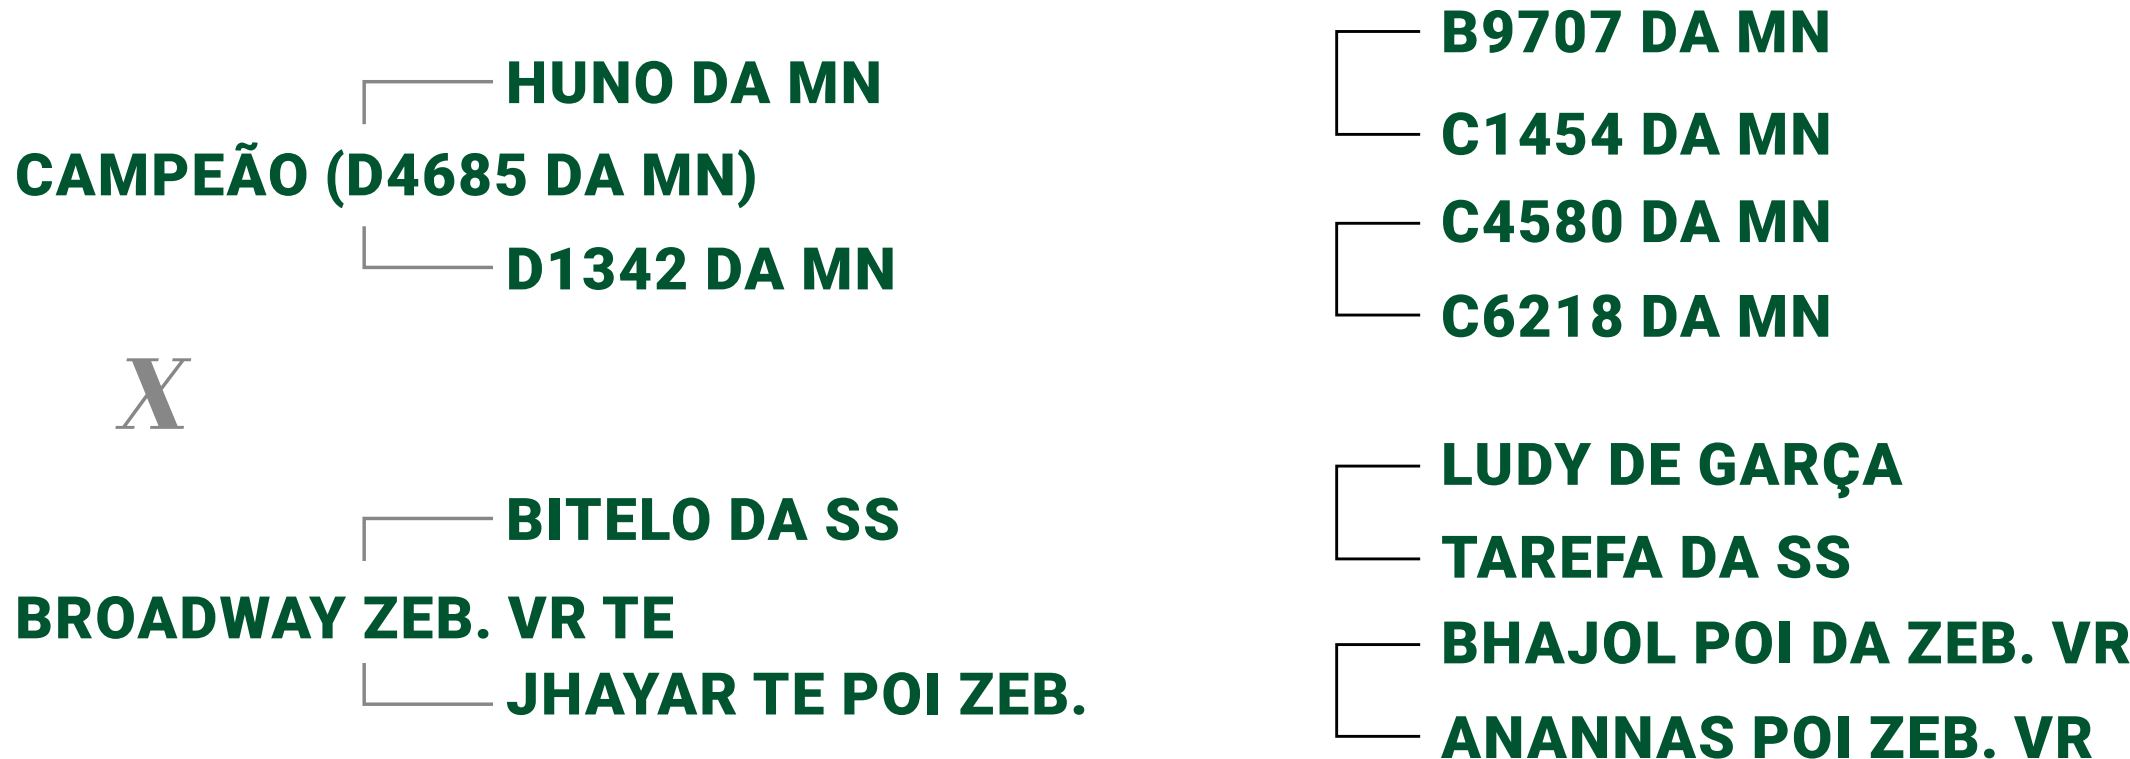 B9707 DA MN
HUNO DA MN
C1454 DA MN
CAMPEÃO (D4685 DA MN)
C4580 DA MN
D1342 DA MN
C6218 DA MN
X
LUDY DE GARÇA
BITELO DA SS
TAREFA DA SS
BROADWAY ZEB. VR TE
BHAJOL POI DA ZEB. VR
JHAYAR TE POI ZEB.
ANANNAS POI ZEB. VR